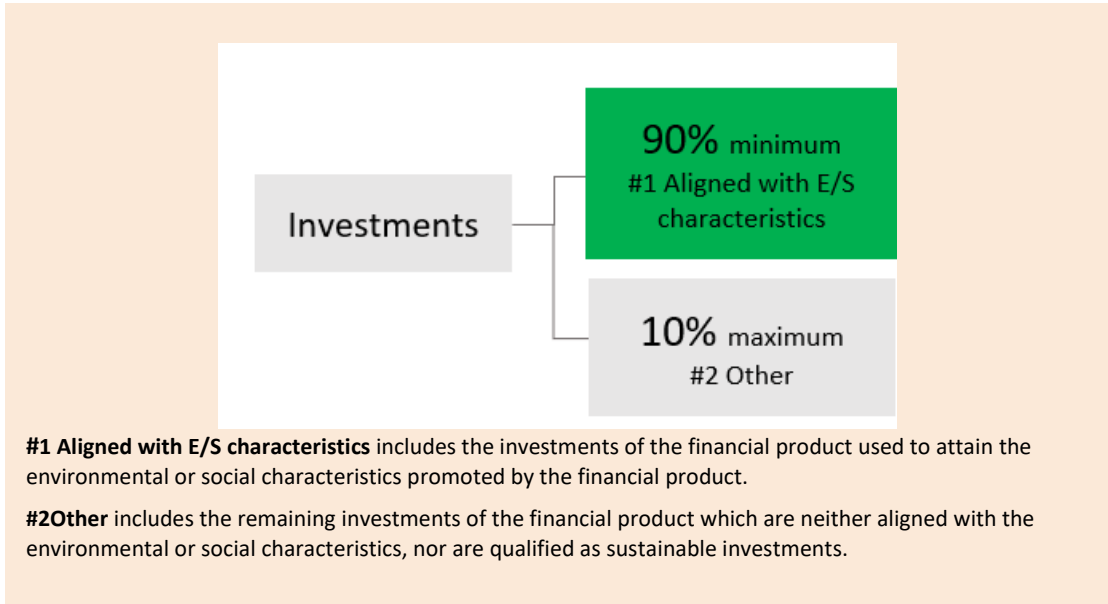 Investments
90% minimum
#1 Aligned with E/S
characteristics
10% maximum
#2 Other
#1 Aligned with E/S characteristics includes the investments of the financial product used to attain the
environmental or social characteristics promoted by the financial product.
#2Other includes the remaining investments of the financial product which are neither aligned with the
environmental or social characteristics, nor are qualified as sustainable investments.